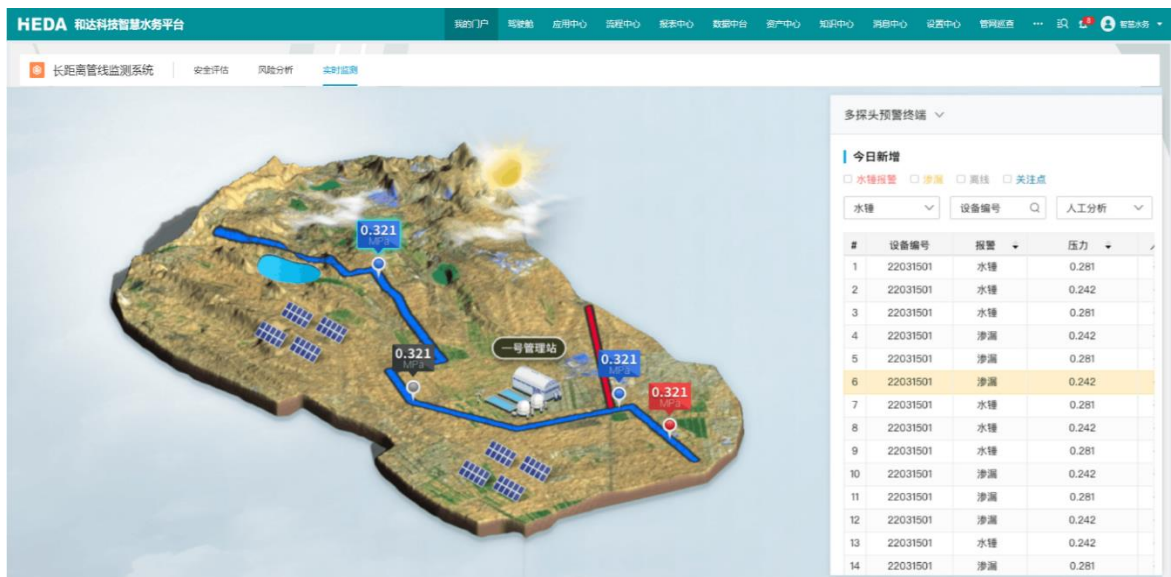 HEDA 和达科技智慧水务平台 我的门户 驾驶舱 应用中心 流程中心 报表中心 数据中台 资产中心 知识中心 消息中心 设置中心 管网巡查 ··· 智慧水务
长距离管线监测系统 安全评估 风险分析 实时监测
多探头预警终端
今日新增
水锤报警 渗漏 离线 关注点
水锤 设备编号 人工分析
# 设备编号 报警 压力
1 22031501 水锤 0.281
2 22031501 水锤 0.242
3 22031501 水锤 0.281
4 22031501 渗漏 0.242
5 22031501 渗漏 0.281
6 22031501 渗漏 0.242
7 22031501 水锤 0.281
8 22031501 水锤 0.242
9 22031501 水锤 0.281
10 22031501 渗漏 0.242
11 22031501 渗漏 0.281
12 22031501 渗漏 0.242
13 22031501 水锤 0.242
14 22031501 渗漏 0.281
0.321
MPa
0.321
MPa
一号管理站
0.321
MPa
0.321
MPa